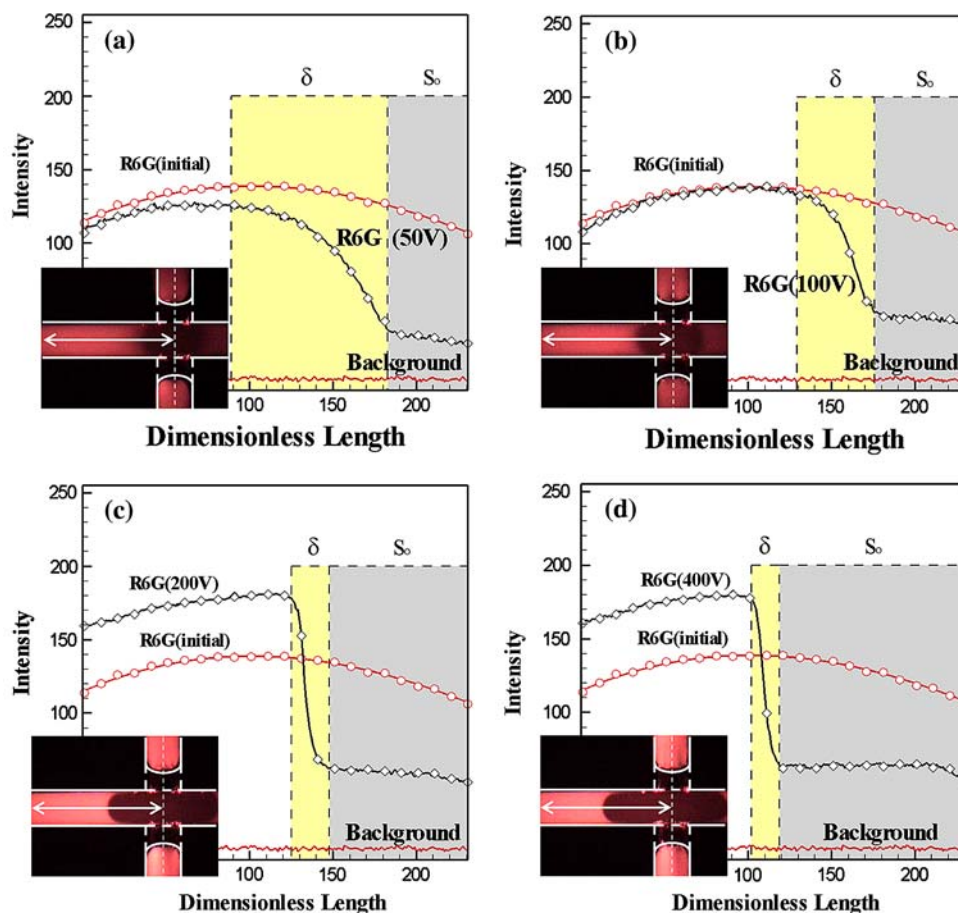 (a)
250
200
150
100
Intensity
δ
S₀
R6G(initial)
R6G (50V)
Background
100 150 200
Dimensionless Length
(b)
250
200
150
100
Intensity
δ
S₀
R6G(initial)
R6G(100V)
Background
100 150 200
Dimensionless Length
(c)
250
200
150
100
Intensity
δ
S₀
R6G(200V)
R6G(initial)
Background
100 150 200
Dimensionless Length
(d)
250
200
150
100
Intensity
δ
S₀
R6G(400V)
R6G(initial)
Background
100 150 200
Dimensionless Length